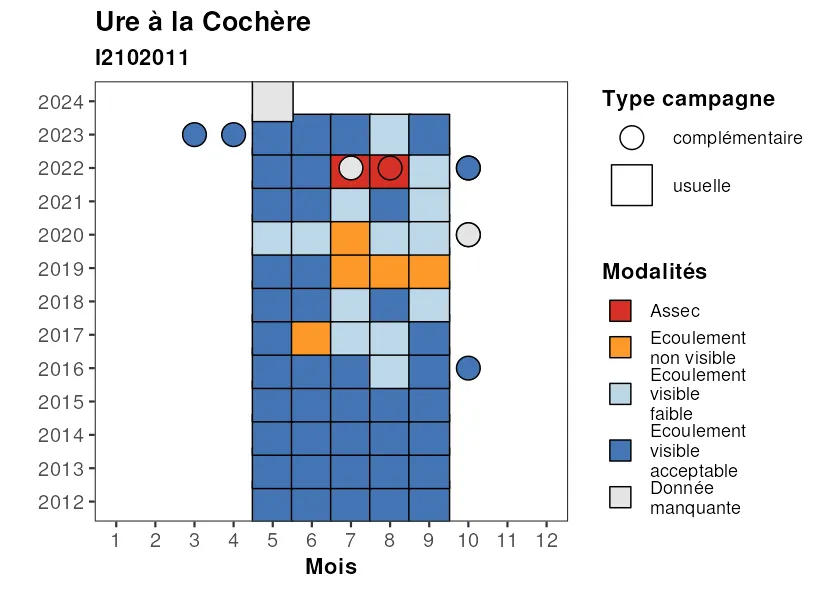 Ure à la Cochère
I2102011
2024
2023
2022
2021
2020
2019
2018
2017
2016
2015
2014
2013
2012
1 2 3 4 5 6 7 8 9 10 11 12
Mois
Type campagne
complémentaire
usuelle
Modalités
Assec
Ecoulement
non visible
Ecoulement
visible
faible
Ecoulement
visible
acceptable
Donnée
manquante